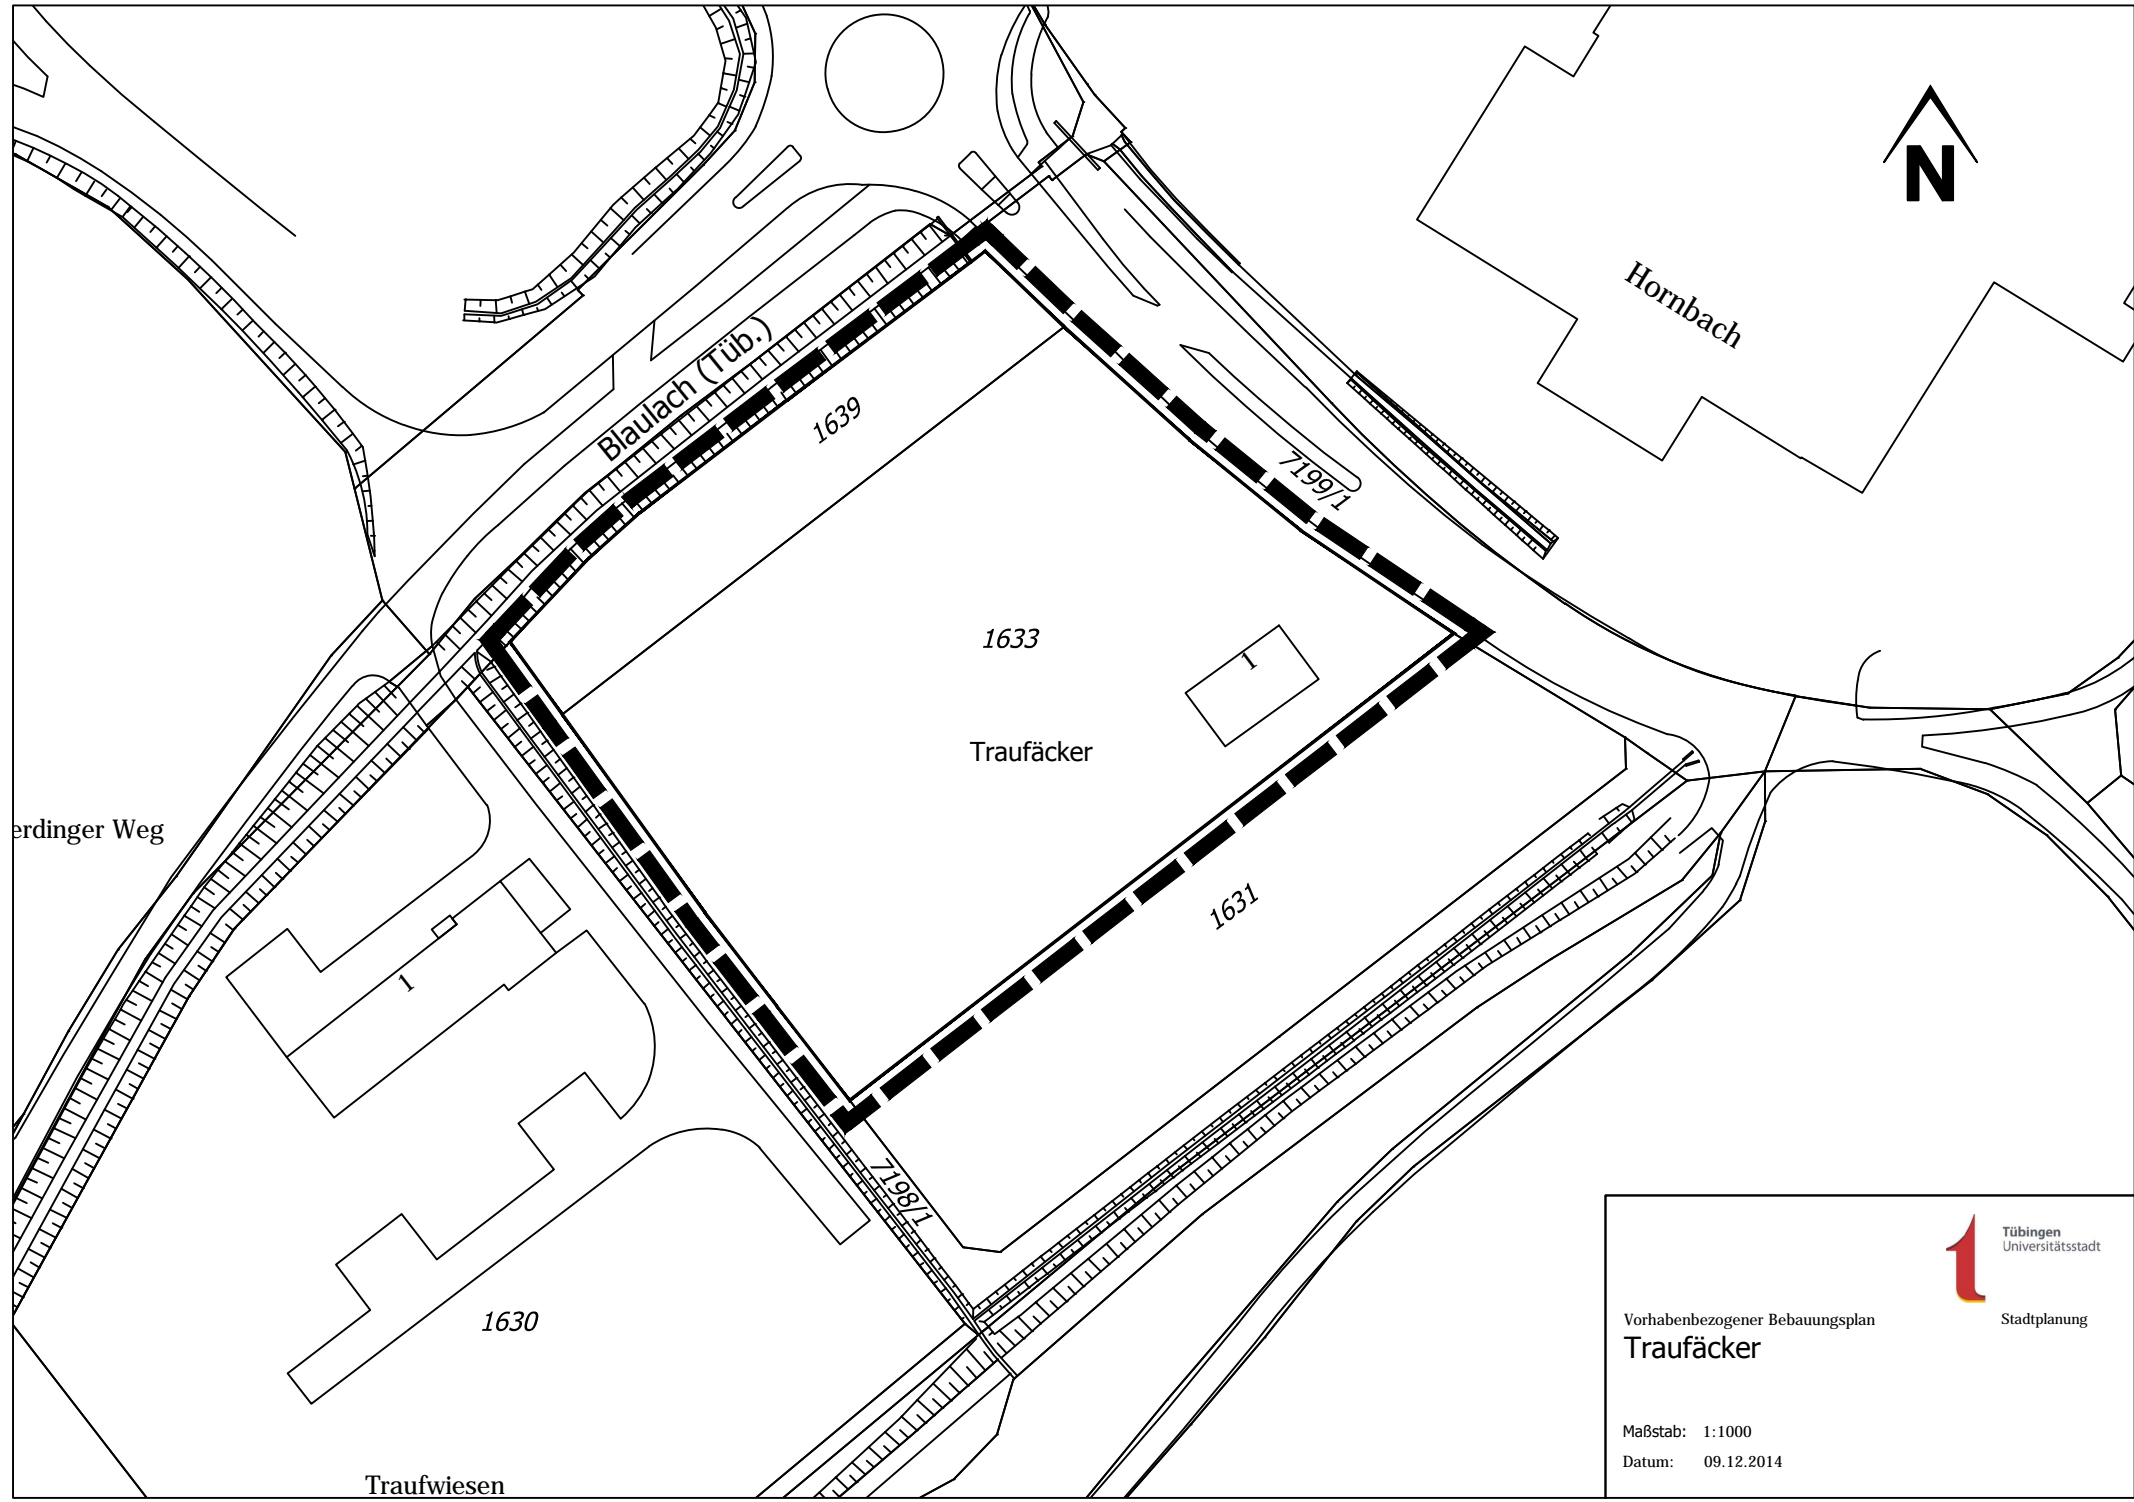 N
Hornbach
Blaulach (Tüb.)
1639
7199/1
1633
1
Traufäcker
erdinger Weg
1631
1
7198/1
1630
Traufwiesen
Tübingen
Universitätsstadt
Vorhabenbezogener Bebauungsplan
Stadtplanung
Traufäcker
Maßstab: 1:1000
Datum: 09.12.2014